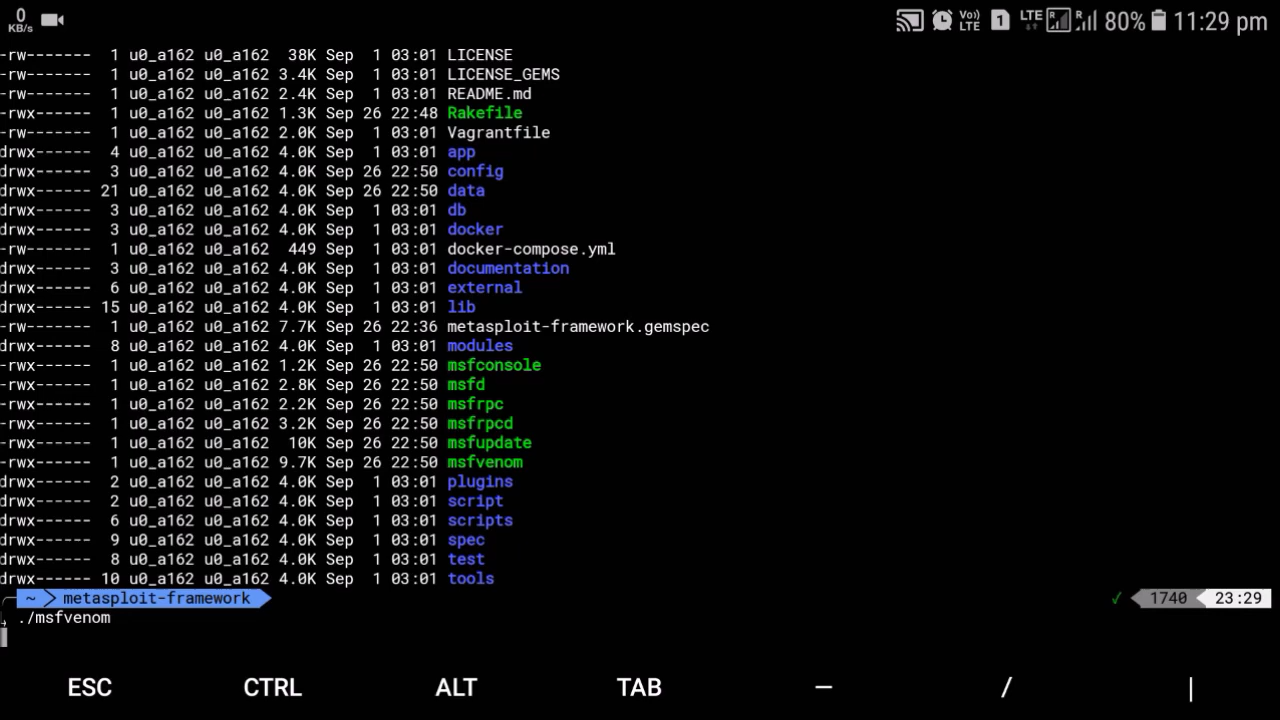 0
KB/s
Vo)) LTE 1 LTE R R 80% 11:29 pm
-rw------- 1 u0_a162 u0_a162 38K Sep 1 03:01 LICENSE
-rw------- 1 u0_a162 u0_a162 3.4K Sep 1 03:01 LICENSE_GEMS
-rw------- 1 u0_a162 u0_a162 2.4K Sep 1 03:01 README.md
-rwx------ 1 u0_a162 u0_a162 1.3K Sep 26 22:48 Rakefile
-rw------- 1 u0_a162 u0_a162 2.0K Sep 1 03:01 Vagrantfile
drwx------ 4 u0_a162 u0_a162 4.0K Sep 1 03:01 app
drwx------ 3 u0_a162 u0_a162 4.0K Sep 26 22:50 config
drwx------ 21 u0_a162 u0_a162 4.0K Sep 26 22:50 data
drwx------ 3 u0_a162 u0_a162 4.0K Sep 1 03:01 db
drwx------ 3 u0_a162 u0_a162 4.0K Sep 1 03:01 docker
-rw------- 1 u0_a162 u0_a162 449 Sep 1 03:01 docker-compose.yml
drwx------ 3 u0_a162 u0_a162 4.0K Sep 1 03:01 documentation
drwx------ 6 u0_a162 u0_a162 4.0K Sep 1 03:01 external
drwx------ 15 u0_a162 u0_a162 4.0K Sep 1 03:01 lib
-rw------- 1 u0_a162 u0_a162 7.7K Sep 26 22:36 metasploit-framework.gemspec
drwx------ 8 u0_a162 u0_a162 4.0K Sep 1 03:01 modules
-rwx------ 1 u0_a162 u0_a162 1.2K Sep 26 22:50 msfconsole
-rwx------ 1 u0_a162 u0_a162 2.8K Sep 26 22:50 msfd
-rwx------ 1 u0_a162 u0_a162 2.2K Sep 26 22:50 msfrpc
-rwx------ 1 u0_a162 u0_a162 3.2K Sep 26 22:50 msfrpcd
-rwx------ 1 u0_a162 u0_a162 10K Sep 26 22:50 msfupdate
-rwx------ 1 u0_a162 u0_a162 9.7K Sep 26 22:50 msfvenom
drwx------ 2 u0_a162 u0_a162 4.0K Sep 1 03:01 plugins
drwx------ 2 u0_a162 u0_a162 4.0K Sep 1 03:01 script
drwx------ 6 u0_a162 u0_a162 4.0K Sep 1 03:01 scripts
drwx------ 9 u0_a162 u0_a162 4.0K Sep 1 03:01 spec
drwx------ 8 u0_a162 u0_a162 4.0K Sep 1 03:01 test
drwx------ 10 u0_a162 u0_a162 4.0K Sep 1 03:01 tools
~ metasploit-framework ✓ 1740 23:29
./msfvenom
ESC CTRL ALT TAB — / |